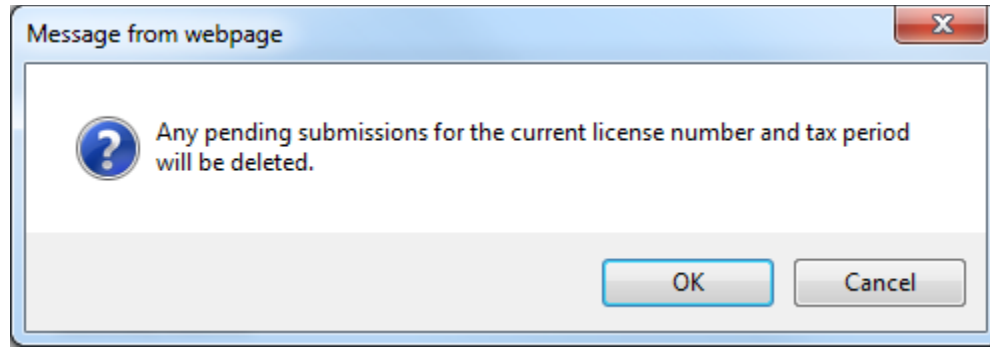 Message from webpage
Any pending submissions for the current license number and tax period
will be deleted.
OK
Cancel